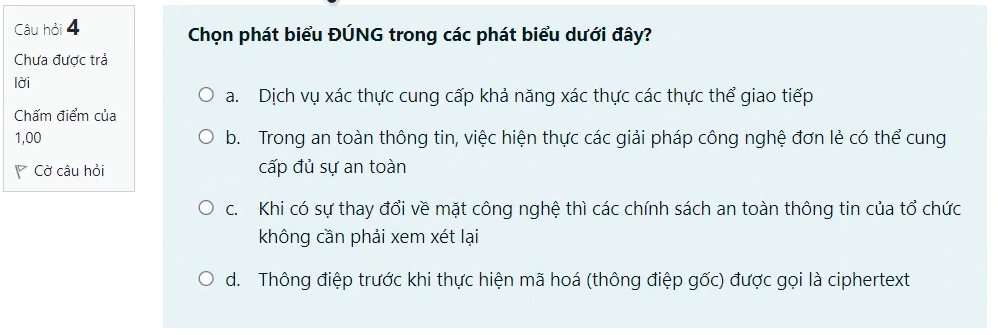 Câu hỏi 4
Chưa được trả
lời
Chấm điểm của
1,00
Cờ câu hỏi
Chọn phát biểu ĐÚNG trong các phát biểu dưới đây?
a. Dịch vụ xác thực cung cấp khả năng xác thực các thực thể giao tiếp
b. Trong an toàn thông tin, việc hiện thực các giải pháp công nghệ đơn lẻ có thể cung
cấp đủ sự an toàn
c. Khi có sự thay đổi về mặt công nghệ thì các chính sách an toàn thông tin của tổ chức
không cần phải xem xét lại
d. Thông điệp trước khi thực hiện mã hoá (thông điệp gốc) được gọi là ciphertext